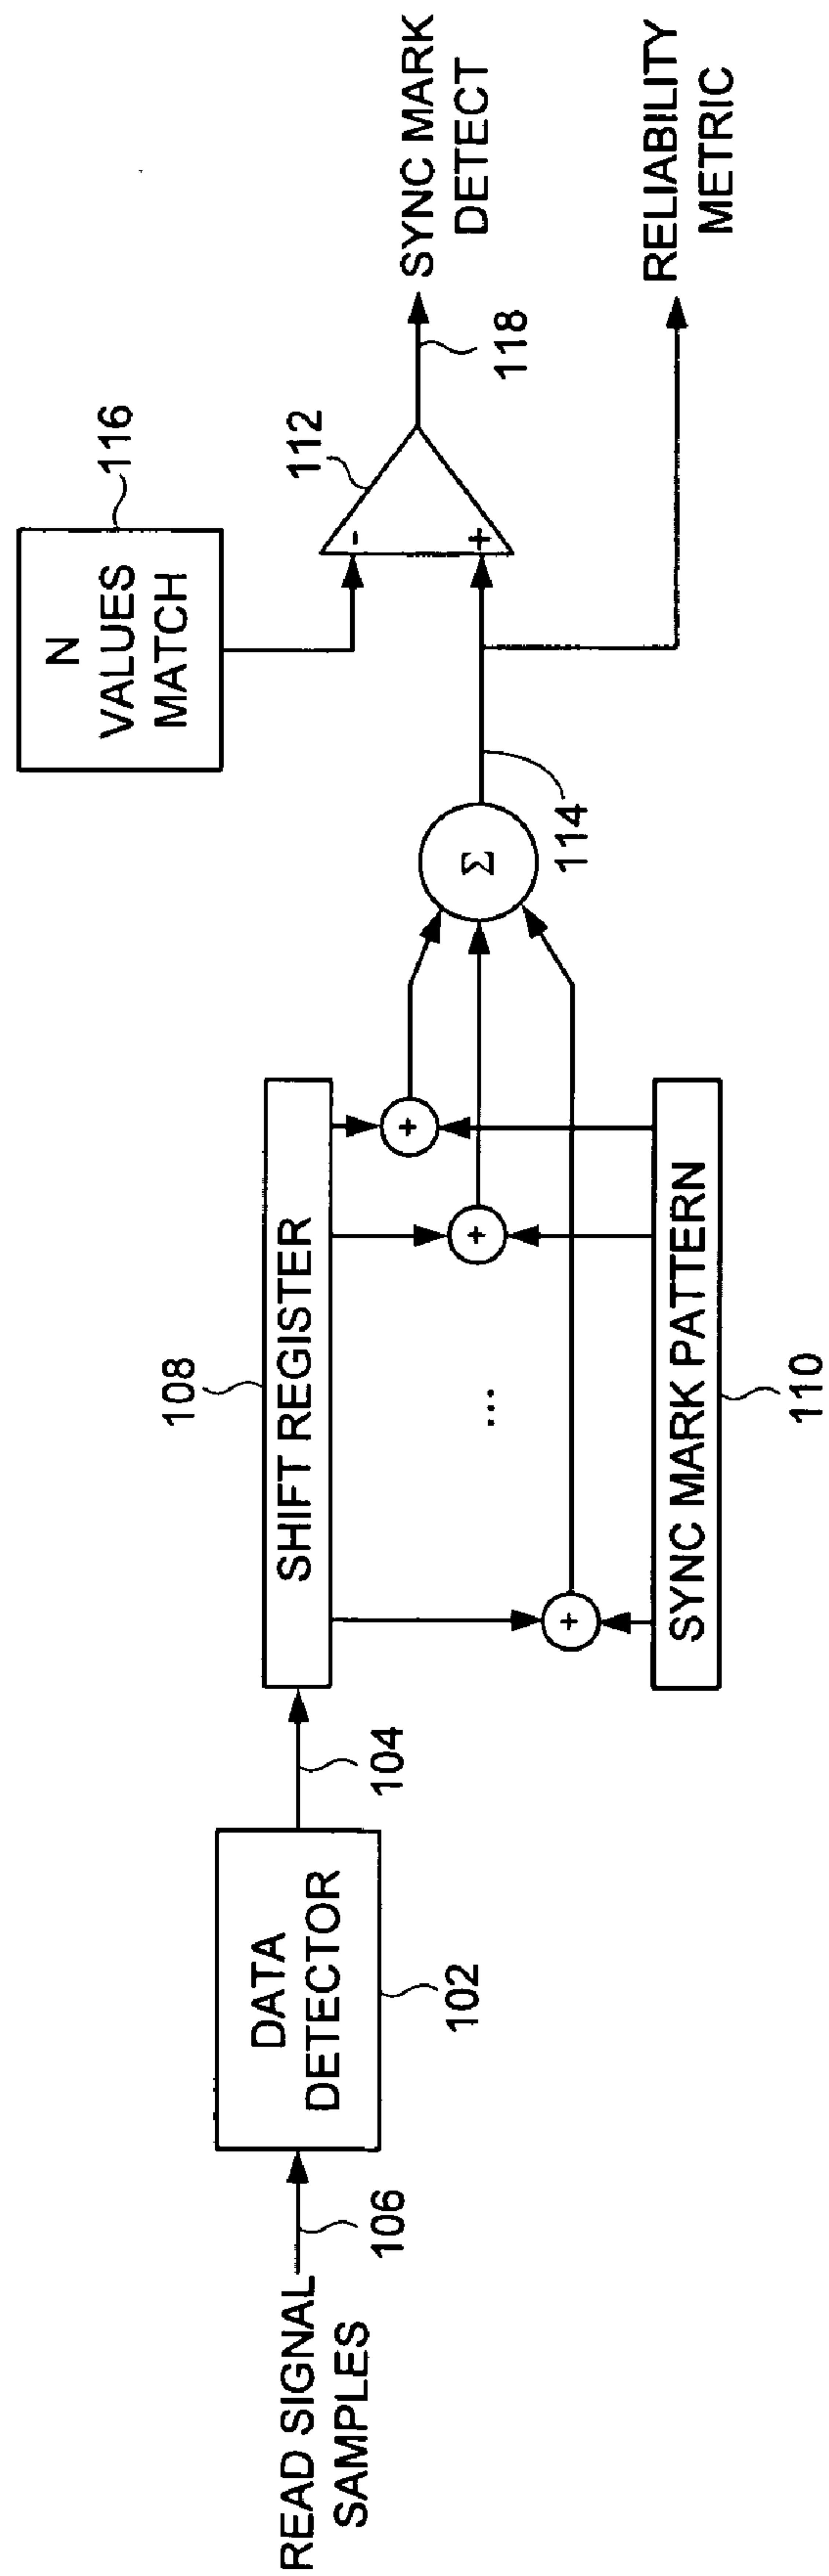 READ SIGNAL
SAMPLES
106
DATA
DETECTOR
102
104
108
SHIFT REGISTER
+
+
+
...
SYNC MARK PATTERN
110
Σ
114
N
VALUES
MATCH
116
-
+
112
118
SYNC MARK
DETECT
RELIABILITY
METRIC